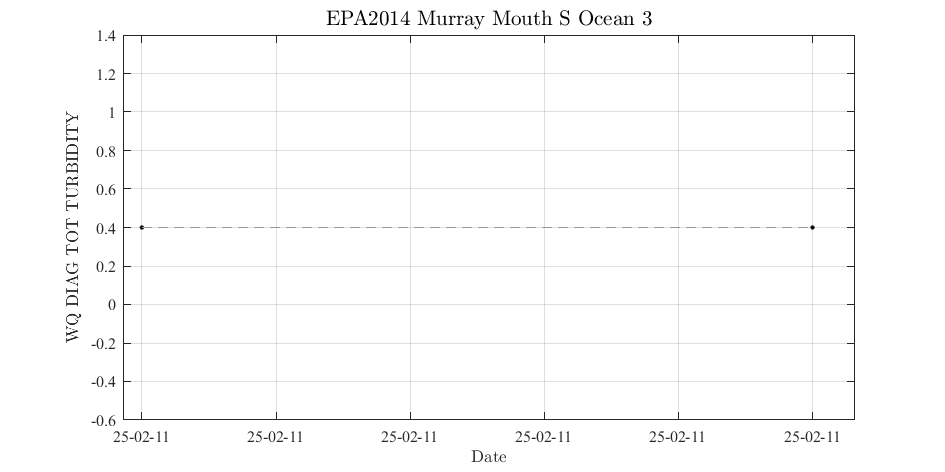 EPA2014 Murray Mouth S Ocean 3
WQ DIAG TOT TURBIDITY
1.4
1.2
1
0.8
0.6
0.4
0.2
0
-0.2
-0.4
-0.6
25-02-11 25-02-11 25-02-11 25-02-11 25-02-11 25-02-11
Date